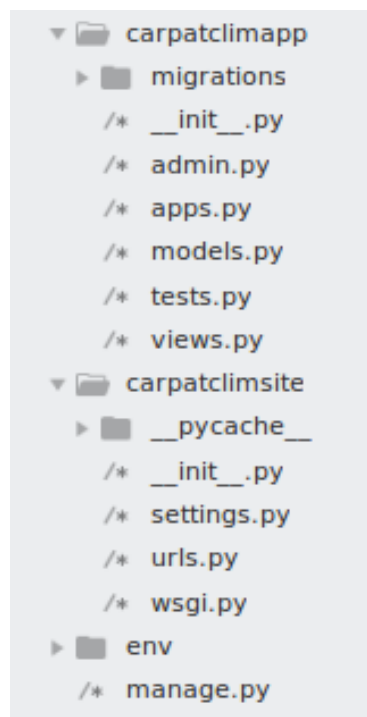 carpatclimapp
migrations
/* __init__.py
/* admin.py
/* apps.py
/* models.py
/* tests.py
/* views.py
carpatclimsite
__pycache__
/* __init__.py
/* settings.py
/* urls.py
/* wsgi.py
env
/* manage.py